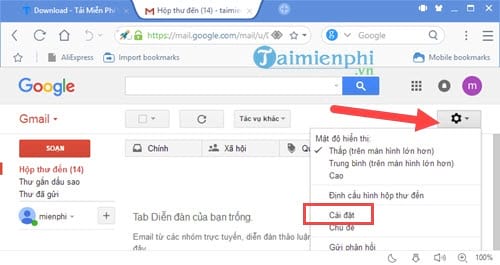 Download - Tải Miễn Phí
Hộp thư đến (14) - taimie
https://mail.google.com/mail/u/
Search
Import bookmarks
AliExpress
Mobile bookmarks
Taimienphi
.vn
Google
m
Gmail
Tác vụ khác
SOẠN
Chính
Xã hội
Hộp thư đến (14)
Thư gắn dấu sao
Thư đã gửi
mienphi
Tab Diễn đàn của bạn trống.
Email từ các nhóm trực tuyến, diễn đàn thảo luận
đây.
Mật độ hiển thị:
Thấp (trên màn hình lớn hơn)
Trung bình (trên màn hình lớn hơn)
Cao
Định cấu hình hộp thư đến
Cài đặt
Chủ đề
Gửi phản hồi
100%